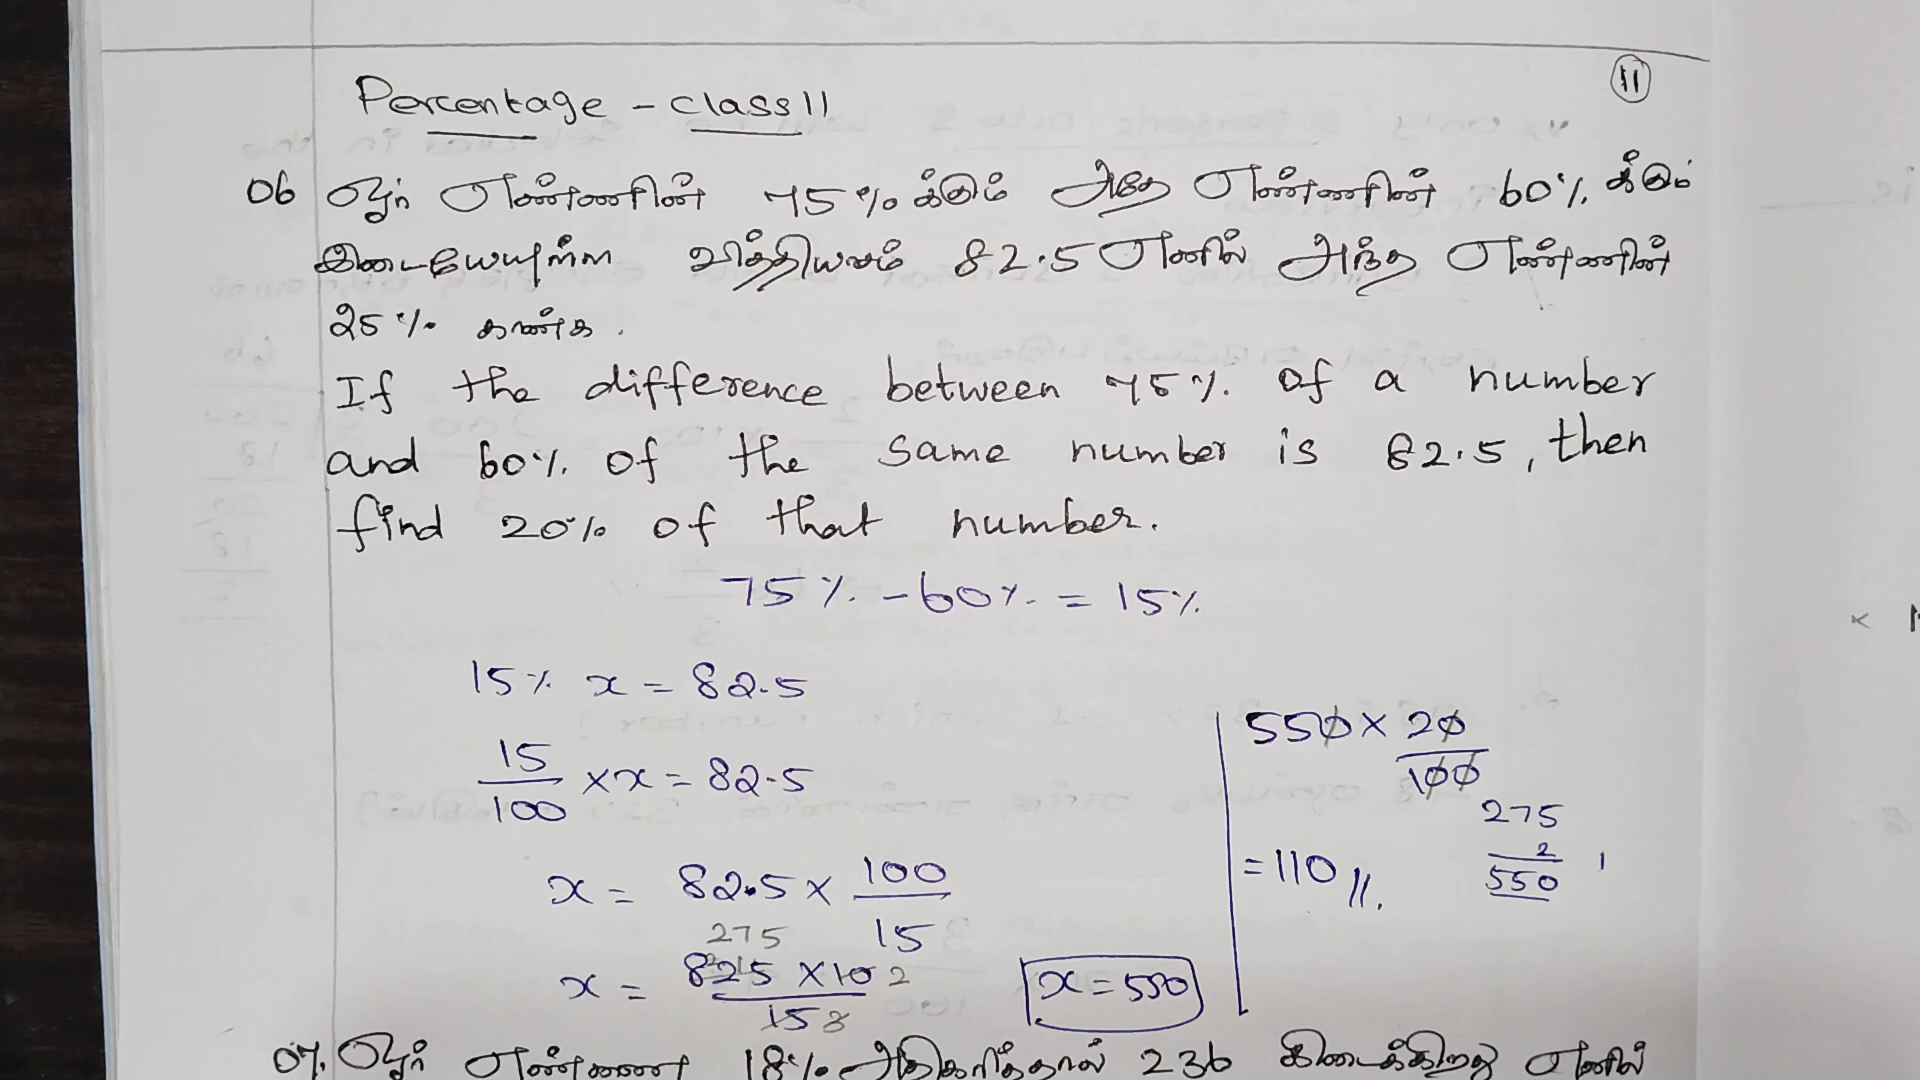 11
Percentage - class 11
06 ஓர் எண்ணின் 75%க்கும் அதே எண்ணின் 60% க்கும்
இடையேயுள்ள வித்தியாசம் 82.5 எனில் அந்த எண்ணின்
25% காண்க.
If the difference between 75% of a number
and 60% of the same number is 82.5, then
find 20% of that number.
75% - 60% = 15%
15% x = 82.5
15/100 × x = 82.5
x = 82.5 × 100/15
275
x = 825 × 10 2
15 3
x = 550
550 × 20/100
275
2
550
= 110 //.
07. ஓர் எண்ணை 18% அதிகரித்தால் 236 கிடைக்கிறது எனில்